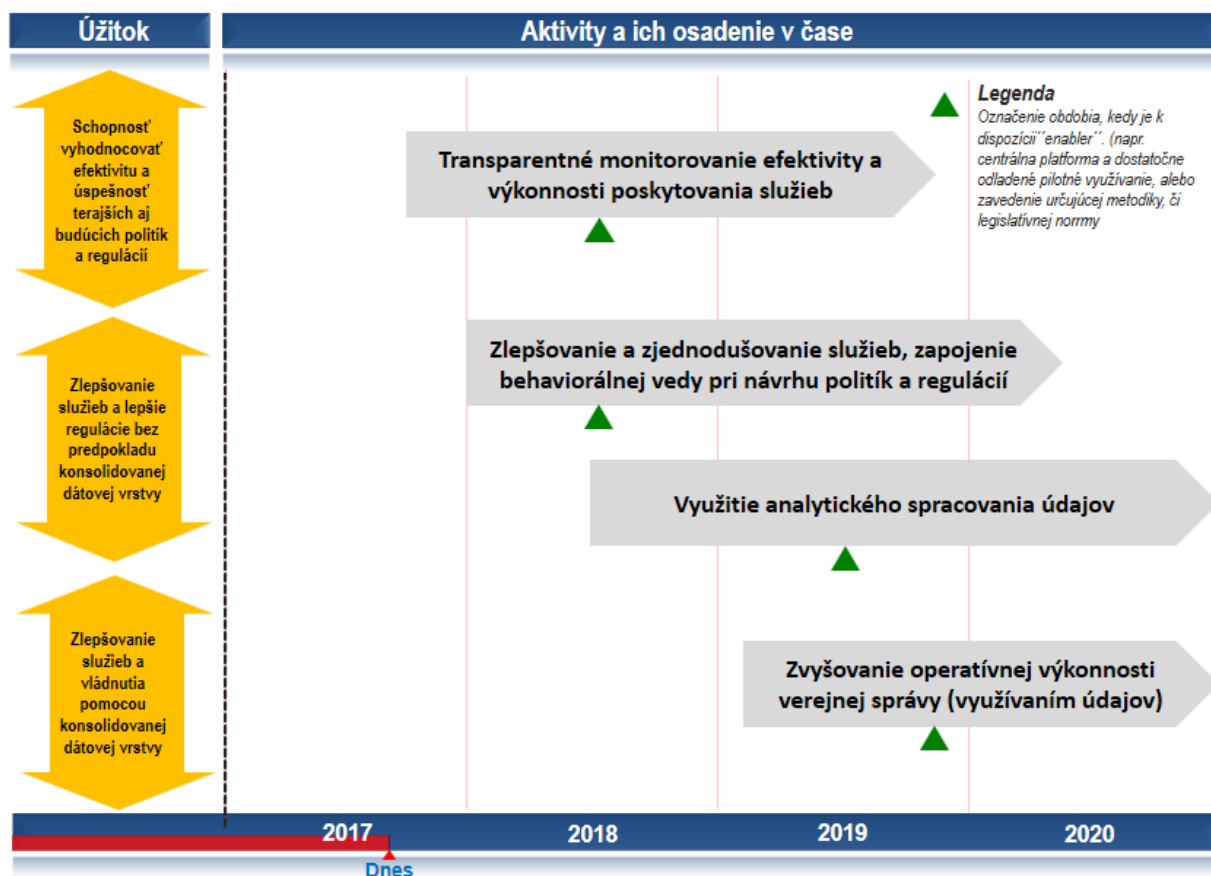 Úžitok
Aktivity a ich osadenie v čase
Schopnosť
vyhodnocovať
efektivitu a
úspešnosť
terajších aj
budúcich politík
a regulácií
Transparentné monitorovanie efektivity a
výkonnosti poskytovania služieb
Legenda
Označenie obdobia, kedy je k
dispozícií´´enabler´´. (napr.
centrálna platforma a dostatočne
odladené pilotné využívanie, alebo
zavedenie určujúcej metodiky, či
legislatívnej norrmy
Zlepšovanie
služieb a lepšie
regulácie bez
predpokladu
konsolidovanej
dátovej vrstvy
Zlepšovanie a zjednodušovanie služieb, zapojenie
behaviorálnej vedy pri návrhu politík a regulácií
Využitie analytického spracovania údajov
Zlepšovanie
služieb a
vládnutia
pomocou
konsolidovanej
dátovej vrstvy
Zvyšovanie operatívnej výkonnosti
verejnej správy (využívaním údajov)
2017
2018
2019
2020
Dnes